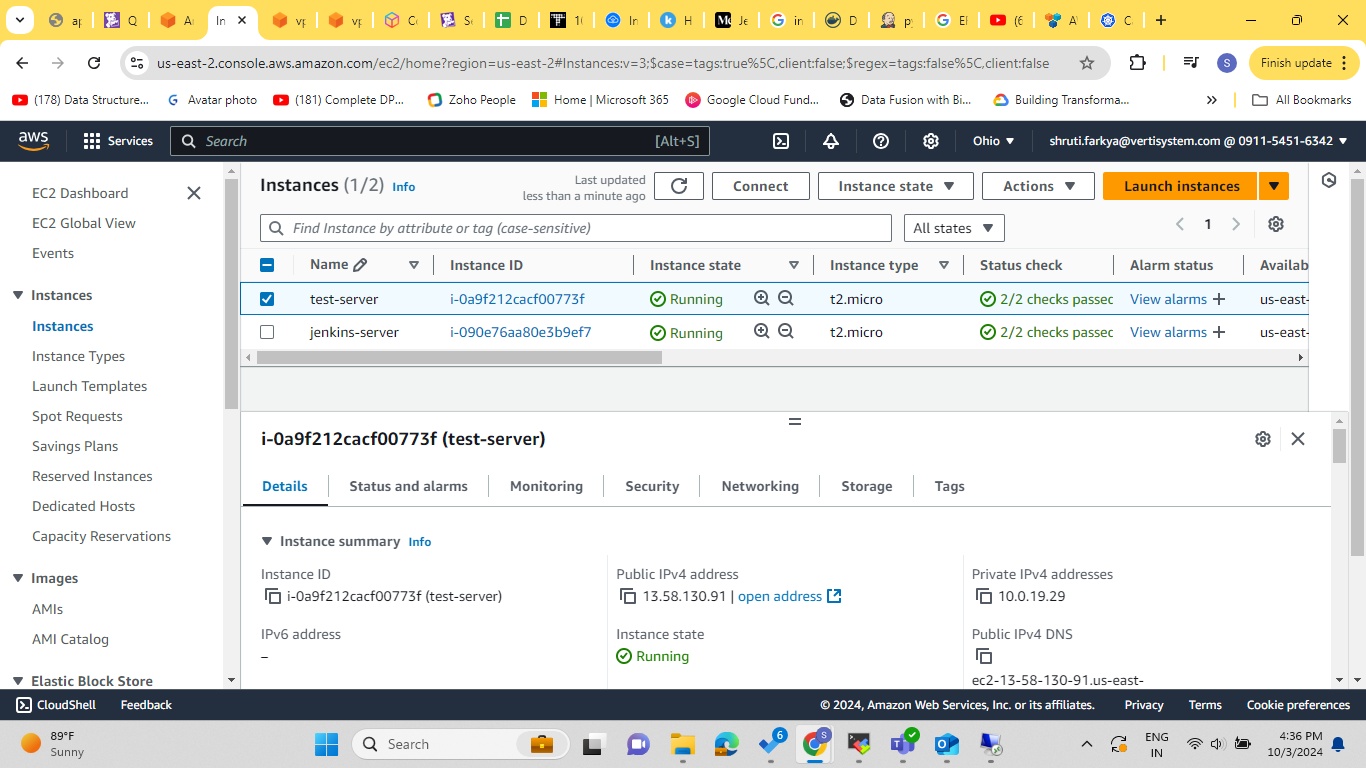 ap
Q
Ar
In
vp
vp
Co
Se
D
10
In
H
Je
in
D
py
El
(6
A
C
us-east-2.console.aws.amazon.com/ec2/home?region=us-east-2#Instances:v=3;$case=tags:true%5C,client:false;$regex=tags:false%5C,client:false
S
Finish update
(178) Data Structure...
Avatar photo
(181) Complete DP...
Zoho People
Home | Microsoft 365
Google Cloud Fund...
Data Fusion with Bi...
Building Transforma...
All Bookmarks
aws
Services
Search
[Alt+S]
Ohio
shruti.farkya@vertisystem.com @ 0911-5451-6342
EC2 Dashboard
EC2 Global View
Events
Instances
Instances
Instance Types
Launch Templates
Spot Requests
Savings Plans
Reserved Instances
Dedicated Hosts
Capacity Reservations
Images
AMIs
AMI Catalog
Elastic Block Store
Instances (1/2) Info
Last updated
less than a minute ago
Connect
Instance state
Actions
Launch instances
Find Instance by attribute or tag (case-sensitive)
All states
1
Name
Instance ID
Instance state
Instance type
Status check
Alarm status
Availab
test-server
i-0a9f212cacf00773f
Running
t2.micro
2/2 checks passed
View alarms +
us-east-
jenkins-server
i-090e76aa80e3b9ef7
Running
t2.micro
2/2 checks passed
View alarms +
us-east-
i-0a9f212cacf00773f (test-server)
Details
Status and alarms
Monitoring
Security
Networking
Storage
Tags
Instance summary Info
Instance ID
i-0a9f212cacf00773f (test-server)
Public IPv4 address
13.58.130.91 | open address
Private IPv4 addresses
10.0.19.29
IPv6 address
–
Instance state
Running
Public IPv4 DNS
ec2-13-58-130-91.us-east-
CloudShell
Feedback
© 2024, Amazon Web Services, Inc. or its affiliates.
Privacy
Terms
Cookie preferences
89°F
Sunny
Search
6
S
ENG
IN
4:36 PM
10/3/2024